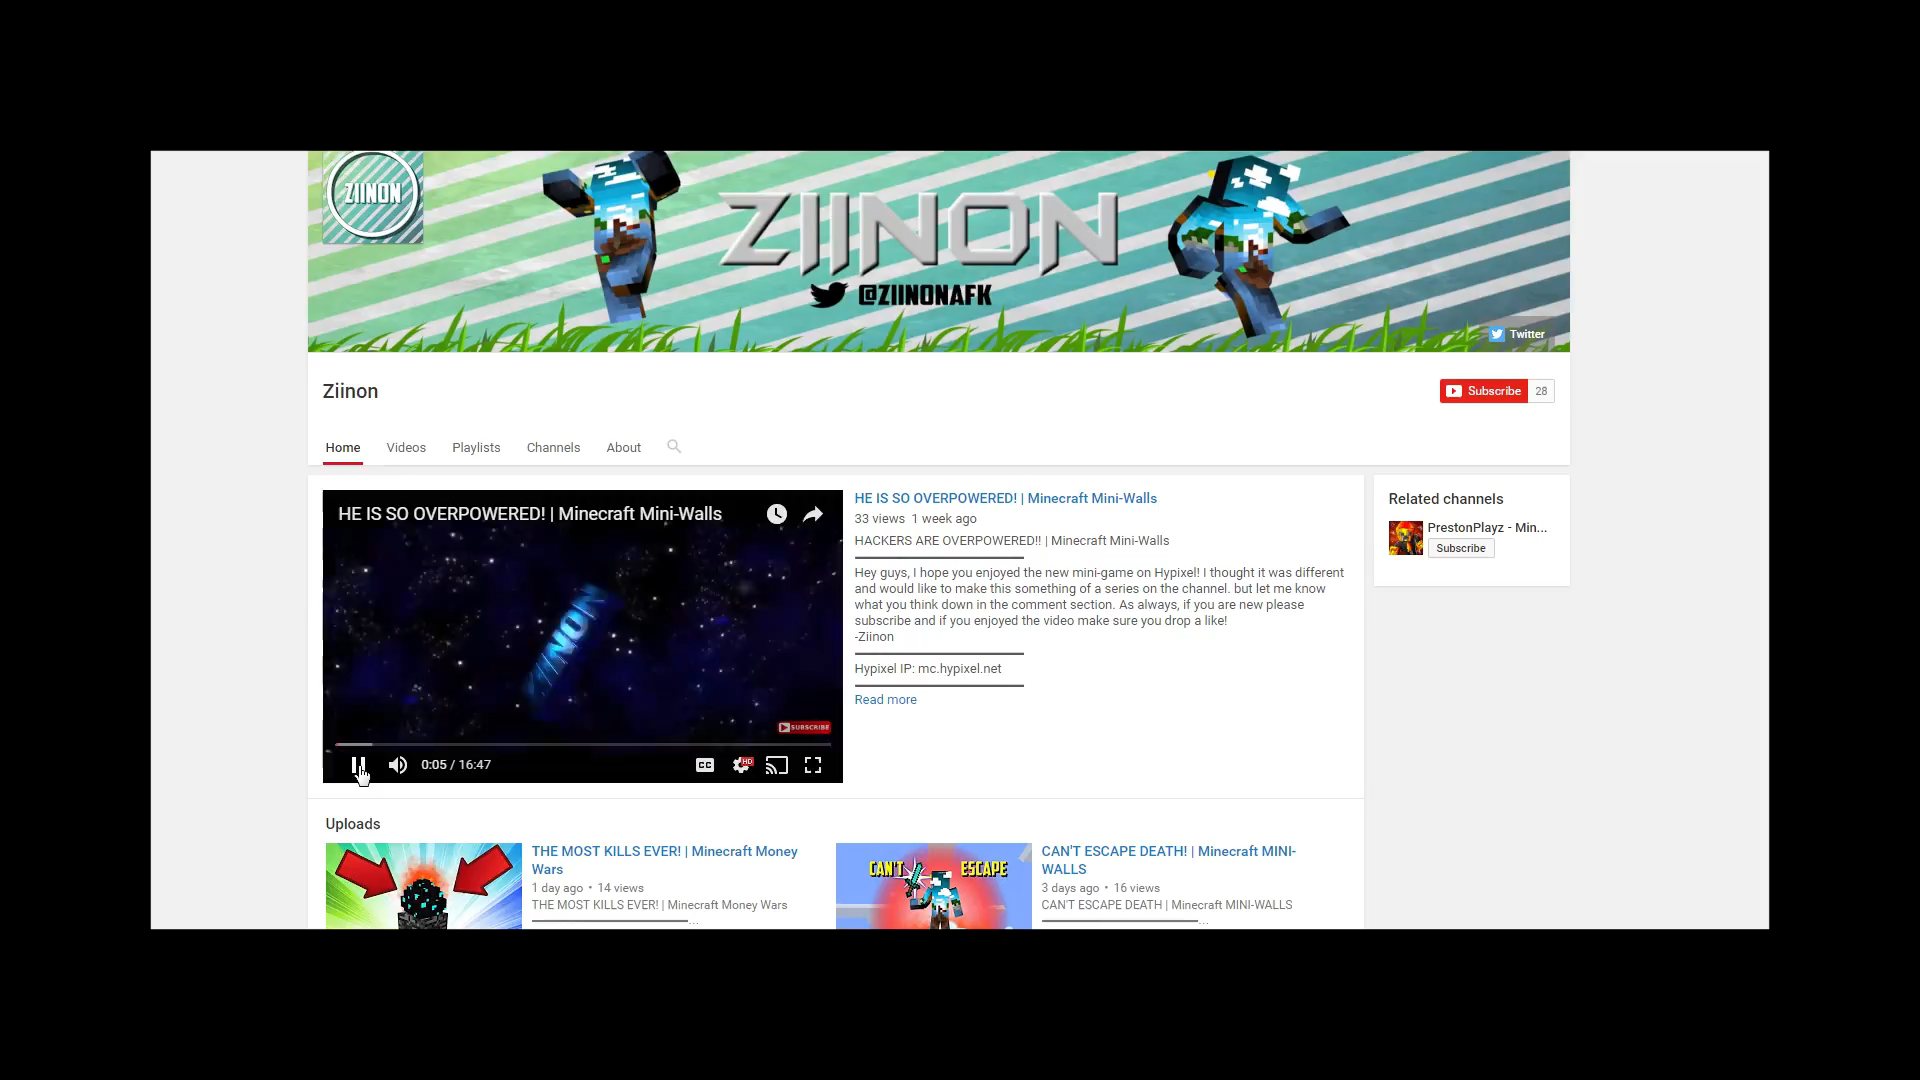 ZIINON
ZIINON
@ZIINONAFK
Twitter
Ziinon
Subscribe 28
Home Videos Playlists Channels About
HE IS SO OVERPOWERED! | Minecraft Mini-Walls
ZIINON
SUBSCRIBE
0:05 / 16:47
CC HD
HE IS SO OVERPOWERED! | Minecraft Mini-Walls
33 views 1 week ago
HACKERS ARE OVERPOWERED!! | Minecraft Mini-Walls
Hey guys, I hope you enjoyed the new mini-game on Hypixel! I thought it was different
and would like to make this something of a series on the channel. but let me know
what you think down in the comment section. As always, if you are new please
subscribe and if you enjoyed the video make sure you drop a like!
-Ziinon
Hypixel IP: mc.hypixel.net
Read more
Related channels
PrestonPlayz - Min...
Subscribe
Uploads
THE MOST KILLS EVER! | Minecraft Money
Wars
1 day ago • 14 views
THE MOST KILLS EVER! | Minecraft Money Wars
...
CAN'T ESCAPE
CAN'T ESCAPE DEATH! | Minecraft MINI-
WALLS
3 days ago • 16 views
CAN'T ESCAPE DEATH | Minecraft MINI-WALLS
...